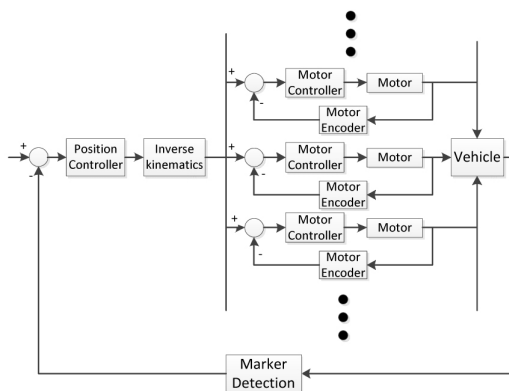 +
-
Motor
Controller
Motor
Motor
Encoder
+
-
Position
Controller
Inverse
kinematics
+
-
Motor
Controller
Motor
Motor
Encoder
Vehicle
+
-
Motor
Controller
Motor
Motor
Encoder
Marker
Detection